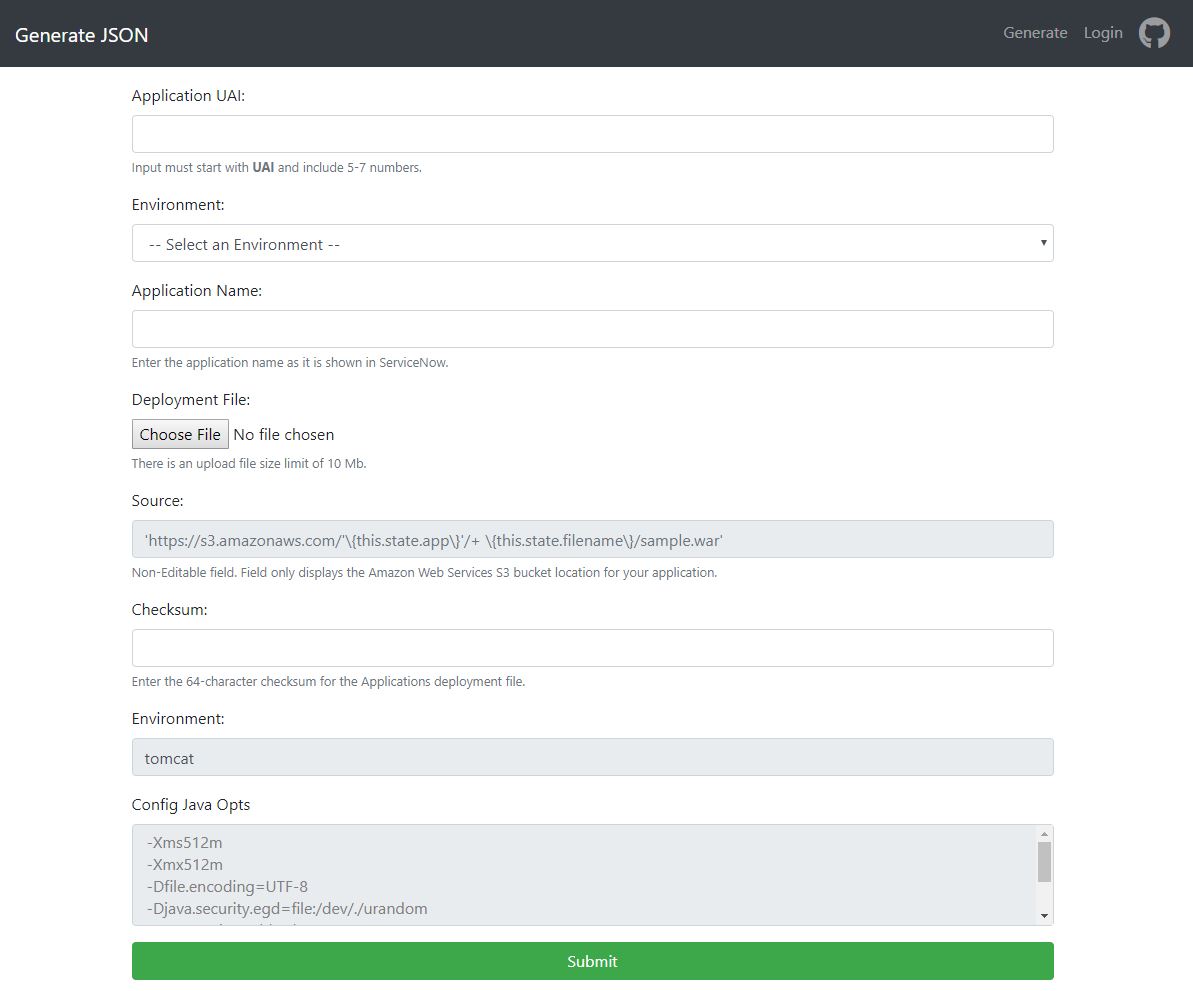 Generate JSON
Generate Login
Application UAI:
Input must start with UAI and include 5-7 numbers.
Environment:
-- Select an Environment --
Application Name:
Enter the application name as it is shown in ServiceNow.
Deployment File:
Choose File No file chosen
There is an upload file size limit of 10 Mb.
Source:
'https://s3.amazonaws.com/'\{this.state.app\}'/+ \{this.state.filename\}/sample.war'
Non-Editable field. Field only displays the Amazon Web Services S3 bucket location for your application.
Checksum:
Enter the 64-character checksum for the Applications deployment file.
Environment:
tomcat
Config Java Opts
-Xms512m
-Xmx512m
-Dfile.encoding=UTF-8
-Djava.security.egd=file:/dev/./urandom
Submit